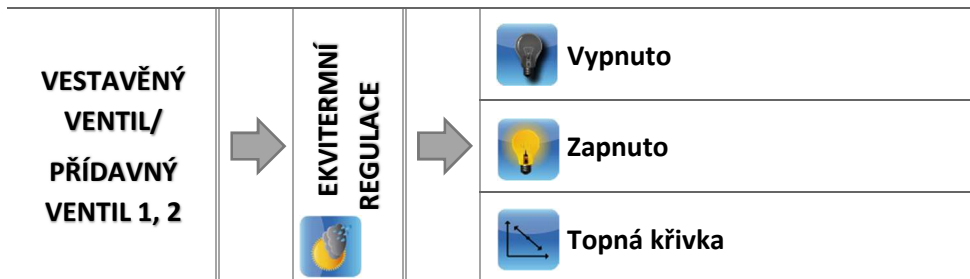 VESTAVĚNÝ
VENTIL/
PŘÍDAVNÝ
VENTIL 1, 2
EKVITERMNÍ
REGULACE
Vypnuto
Zapnuto
Topná křivka